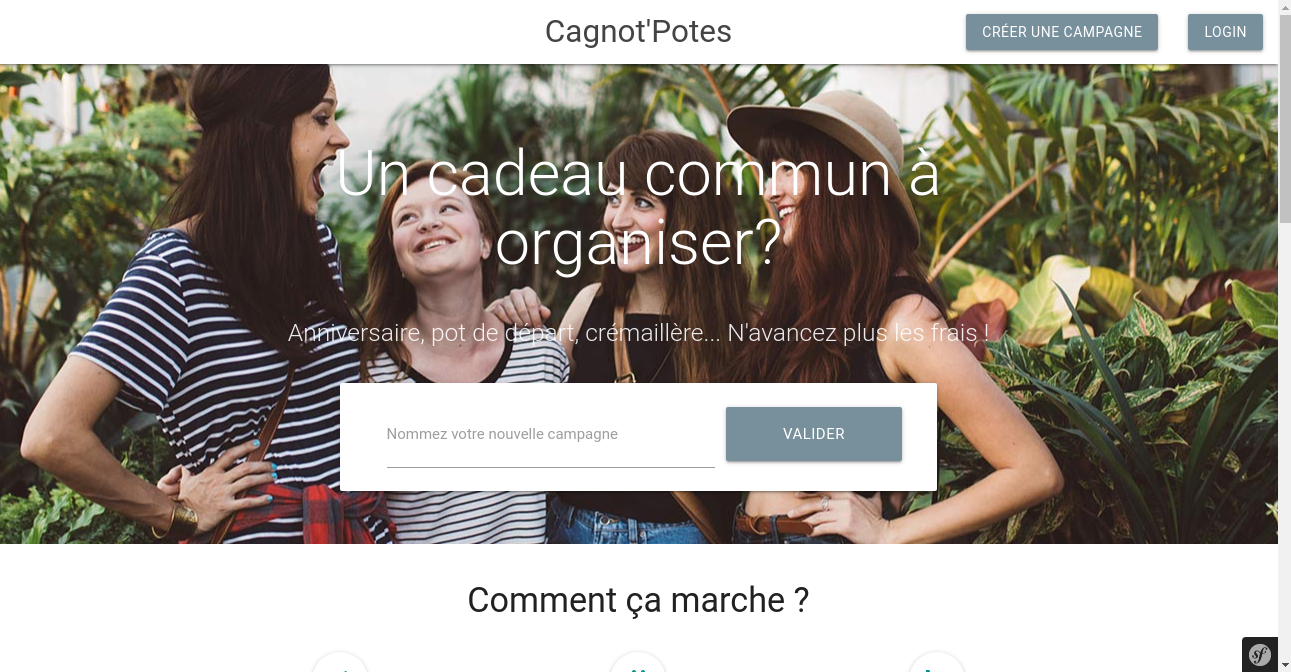 Cagnot'Potes
CRÉER UNE CAMPAGNE
LOGIN
Un cadeau commun à
organiser?
Anniversaire, pot de départ, crémaillère... N'avancez plus les frais !
Nommez votre nouvelle campagne
VALIDER
Comment ça marche ?
sf